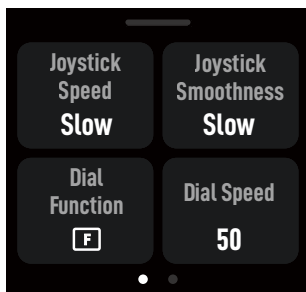 Joystick
Speed
Slow
Joystick
Smoothness
Slow
Dial
Function
F
Dial Speed
50